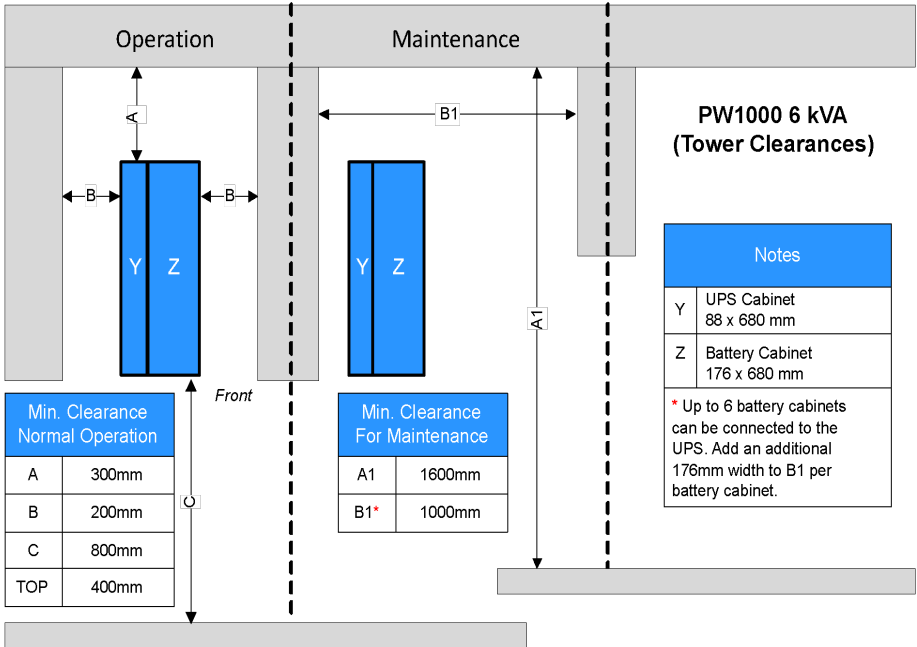 Operation
Maintenance
A
B1
PW1000 6 kVA
(Tower Clearances)
B
B
Y
Z
Y
Z
A1
Notes
Y
UPS Cabinet
88 x 680 mm
Z
Battery Cabinet
176 x 680 mm
* Up to 6 battery cabinets
can be connected to the
UPS. Add an additional
176mm width to B1 per
battery cabinet.
Front
Min. Clearance
Normal Operation
A 300mm
B 200mm
C 800mm
TOP 400mm
C
Min. Clearance
For Maintenance
A1 1600mm
B1* 1000mm